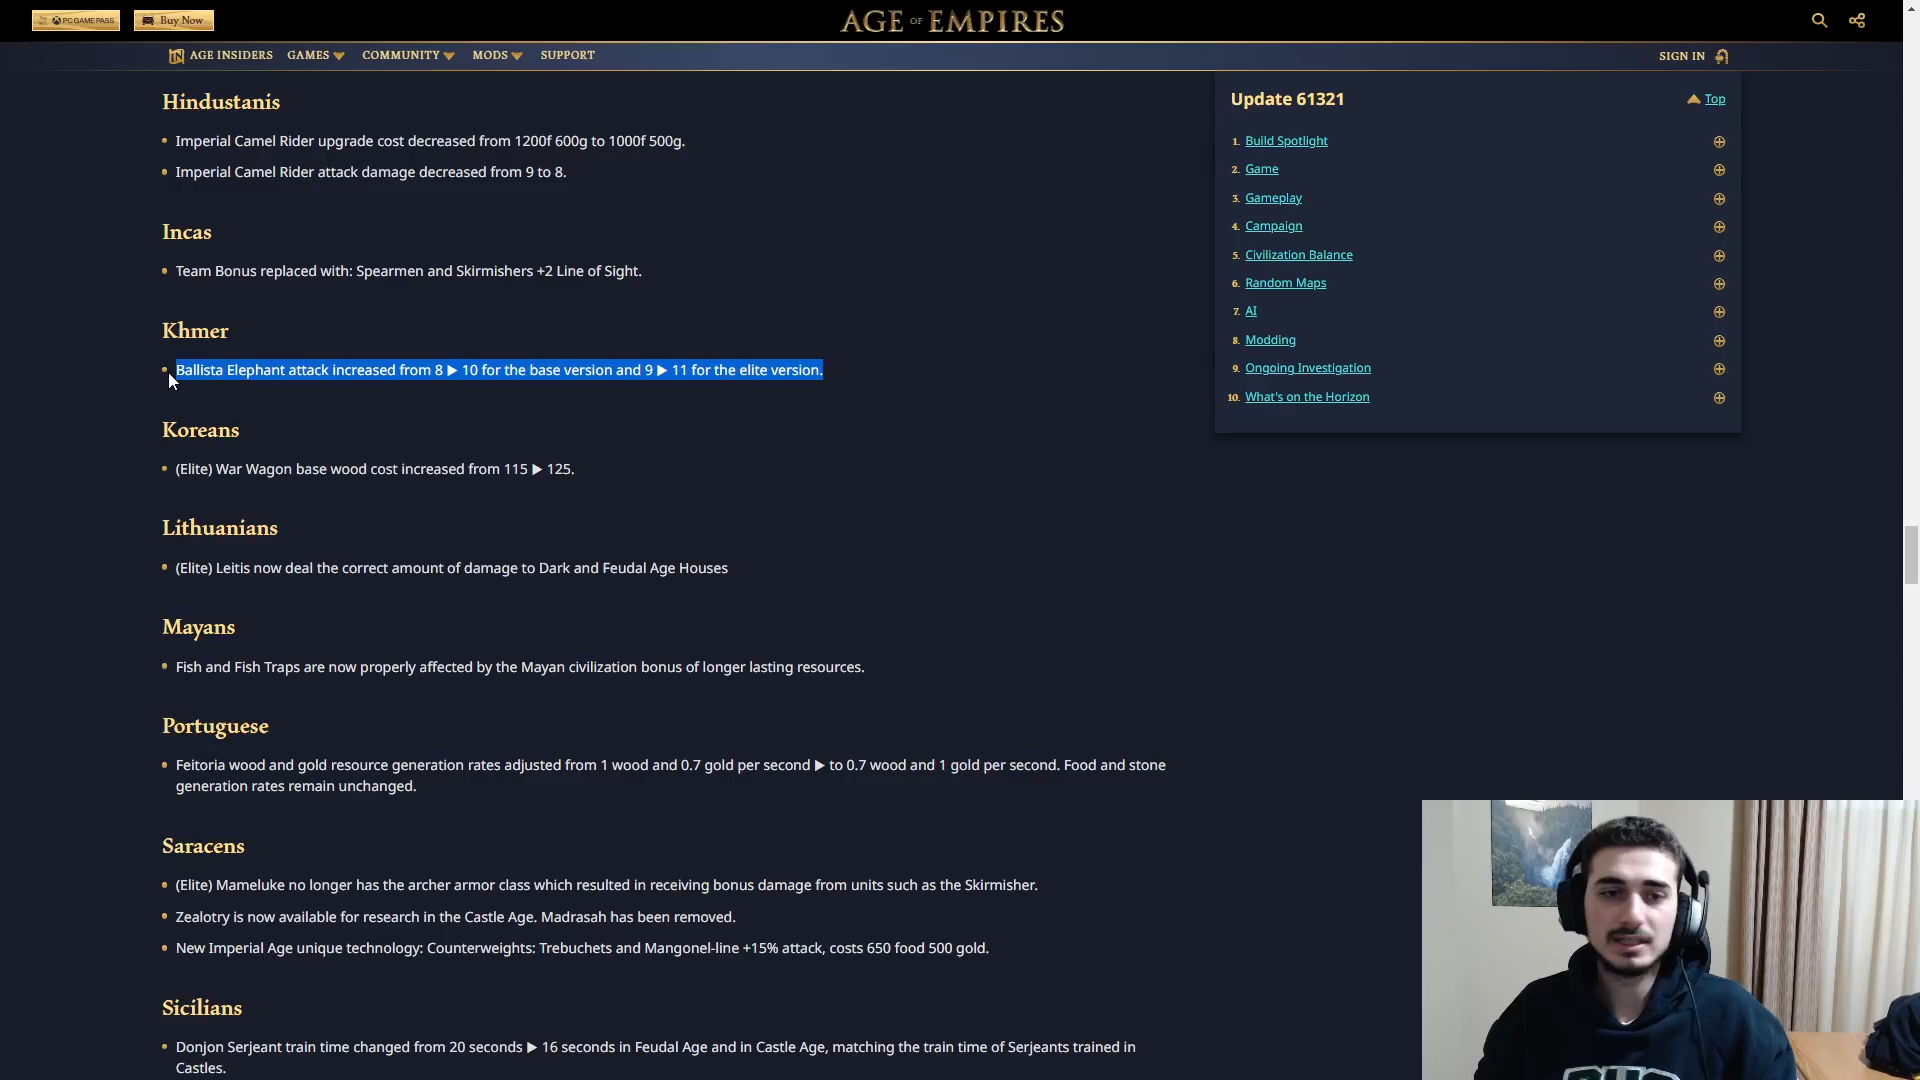 PC GAME PASS
Buy Now
AGE OF EMPIRES
AGE INSIDERS GAMES COMMUNITY MODS SUPPORT
SIGN IN
Hindustanis
Imperial Camel Rider upgrade cost decreased from 1200f 600g to 1000f 500g.
Imperial Camel Rider attack damage decreased from 9 to 8.
Incas
Team Bonus replaced with: Spearmen and Skirmishers +2 Line of Sight.
Khmer
Ballista Elephant attack increased from 8 ▶ 10 for the base version and 9 ▶ 11 for the elite version.
Koreans
(Elite) War Wagon base wood cost increased from 115 ▶ 125.
Lithuanians
(Elite) Leitis now deal the correct amount of damage to Dark and Feudal Age Houses
Mayans
Fish and Fish Traps are now properly affected by the Mayan civilization bonus of longer lasting resources.
Portuguese
Feitoria wood and gold resource generation rates adjusted from 1 wood and 0.7 gold per second ▶ to 0.7 wood and 1 gold per second. Food and stone
generation rates remain unchanged.
Saracens
(Elite) Mameluke no longer has the archer armor class which resulted in receiving bonus damage from units such as the Skirmisher.
Zealotry is now available for research in the Castle Age. Madrasah has been removed.
New Imperial Age unique technology: Counterweights: Trebuchets and Mangonel-line +15% attack, costs 650 food 500 gold.
Sicilians
Donjon Serjeant train time changed from 20 seconds ▶ 16 seconds in Feudal Age and in Castle Age, matching the train time of Serjeants trained in
Castles.
Update 61321
Top
1. Build Spotlight
2. Game
3. Gameplay
4. Campaign
5. Civilization Balance
6. Random Maps
7. AI
8. Modding
9. Ongoing Investigation
10. What's on the Horizon